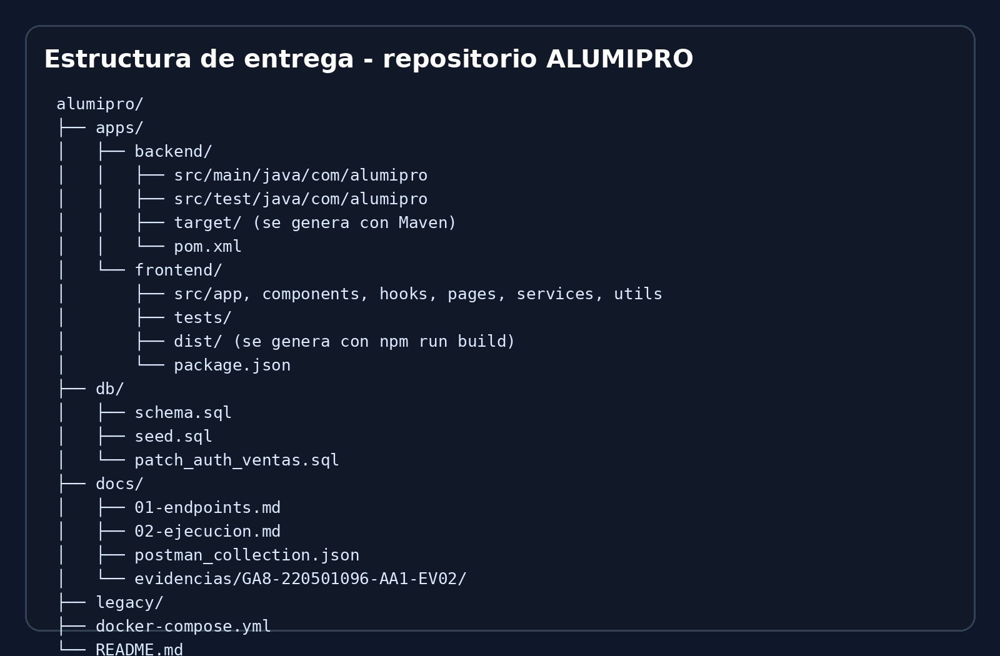 Estructura de entrega - repositorio ALUMIPRO
alumipro/
├── apps/
│   ├── backend/
│   │   ├── src/main/java/com/alumipro
│   │   ├── src/test/java/com/alumipro
│   │   ├── target/ (se genera con Maven)
│   │   └── pom.xml
│   └── frontend/
│       ├── src/app, components, hooks, pages, services, utils
│       ├── tests/
│       ├── dist/ (se genera con npm run build)
│       └── package.json
├── db/
│   ├── schema.sql
│   ├── seed.sql
│   └── patch_auth_ventas.sql
├── docs/
│   ├── 01-endpoints.md
│   ├── 02-ejecucion.md
│   ├── postman_collection.json
│   └── evidencias/GA8-220501096-AA1-EV02/
├── legacy/
├── docker-compose.yml
└── README.md